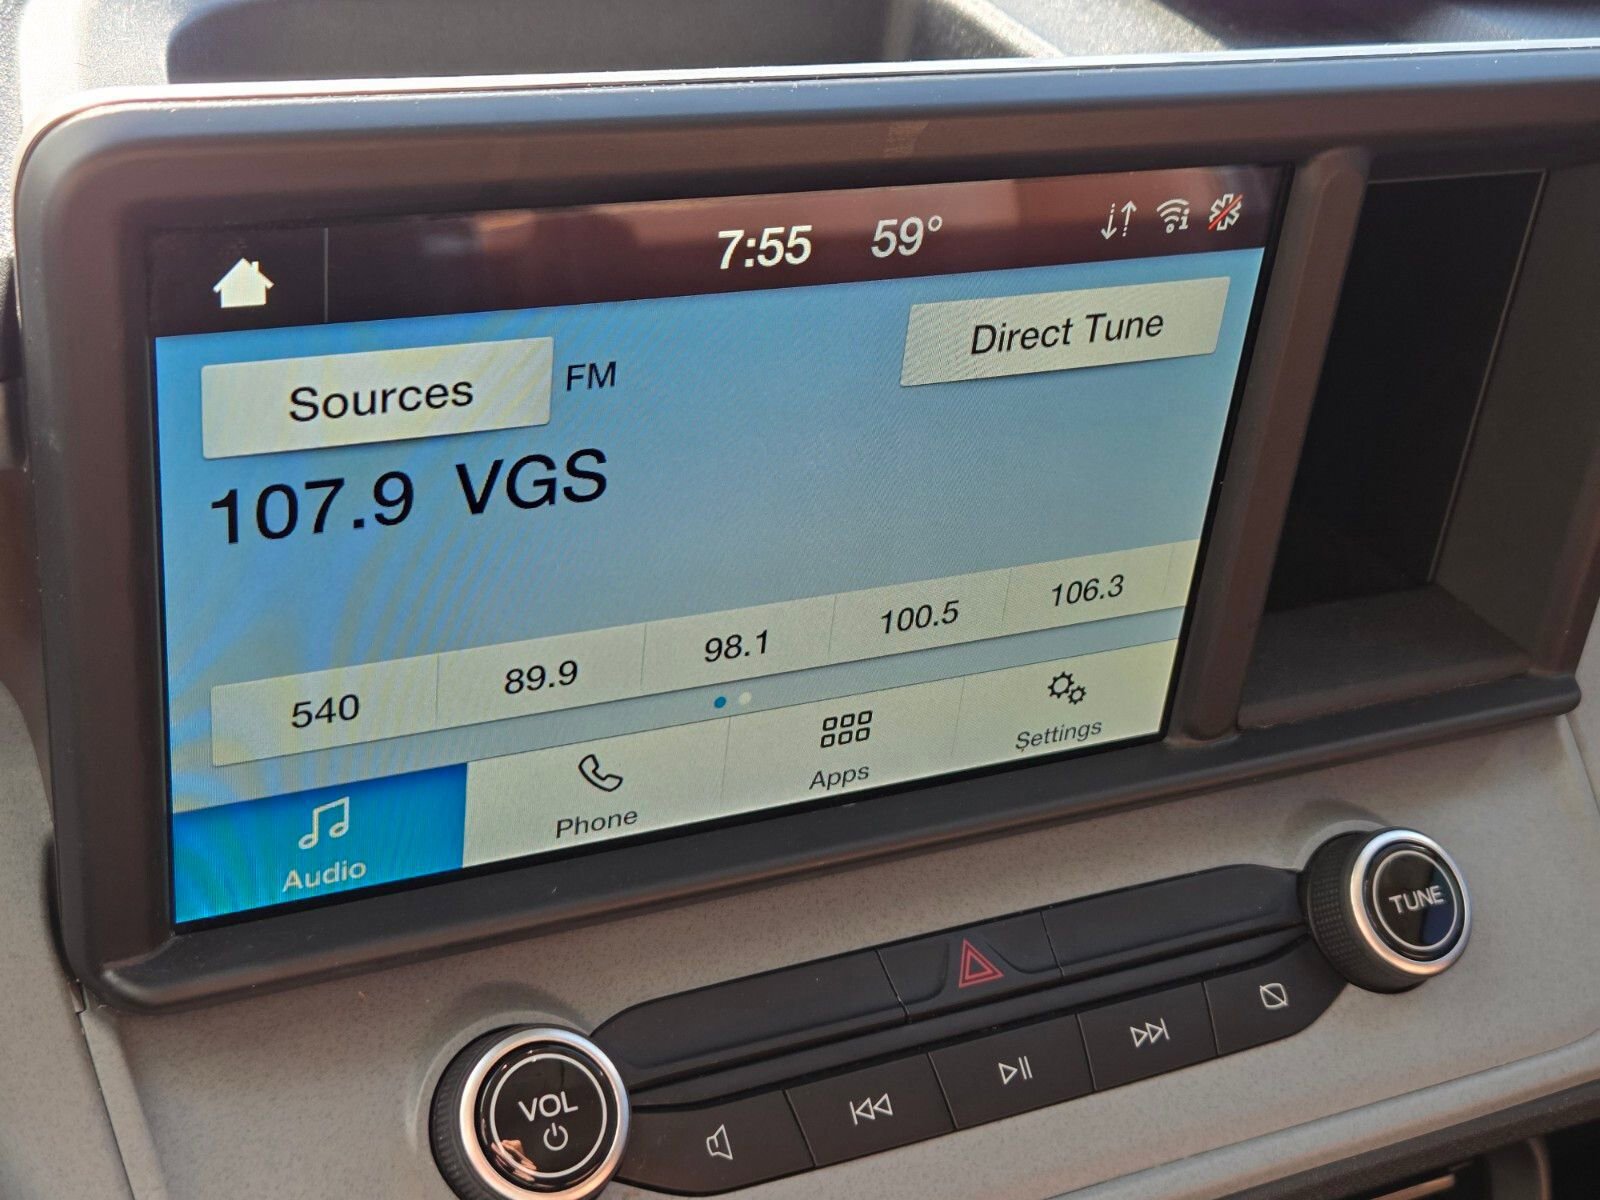 7:55 59°
Sources FM Direct Tune
107.9 VGS
540 89.9 98.1 100.5 106.3
Audio Phone Apps Settings
TUNE
VOL